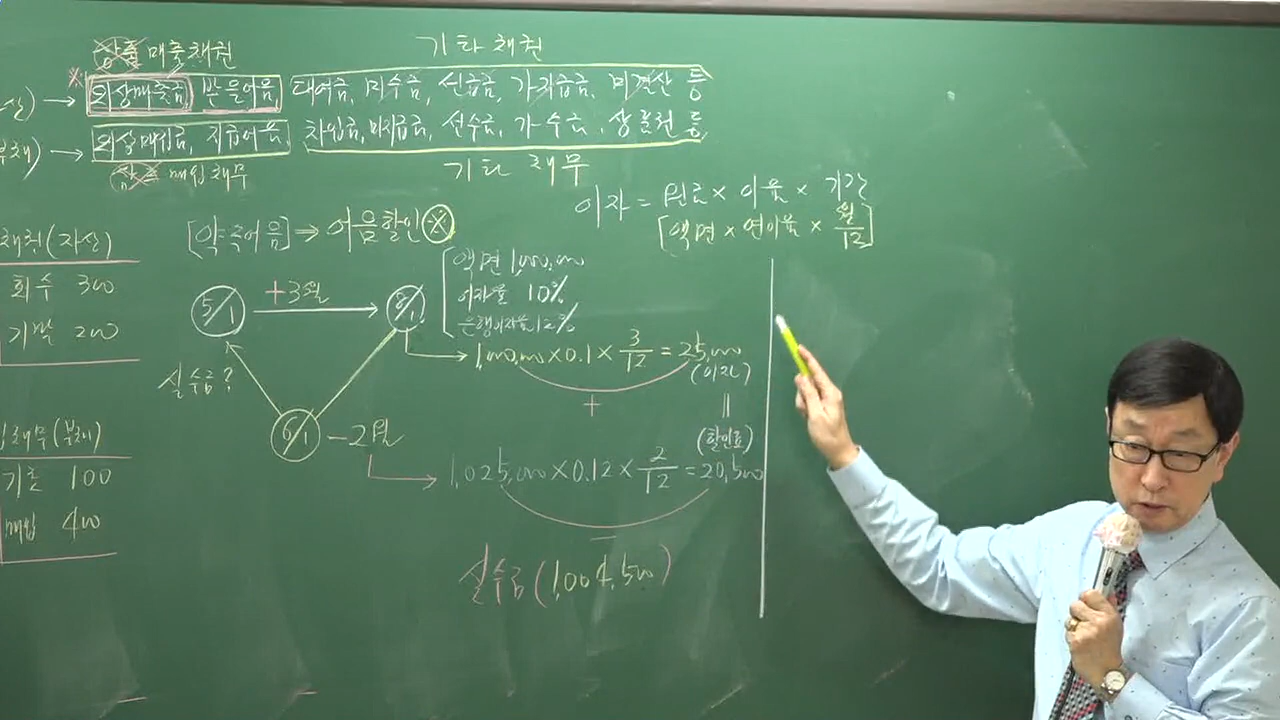 매출채권
기타채권
산) → 외상매출금, 받을어음, 대여금, 미수금, 선급금, 가지급금, 미결산 등
부채) → 외상매입금, 지급어음, 차입금, 미지급금, 선수금, 가수금, 상품권 등
매입채무
기타채무
이자 = 원금 × 이율 × 기간
[액면 × 연이율 × 월/12]
채권(자산)
회수 300
기말 200
채무(부채)
기초 100
매입 400
[약속어음] ⇒ 어음할인 Ⓧ
5/1
+3월
8/1
액면 1,000,000
이자율 10%
은행이자율 12%
1,000,000 × 0.1 × 3/12 = 25,000
(이자)
실수금?
+
=
6/1
-2월
(할인료)
1,025,000 × 0.12 × 2/12 = 20,500
-
실수금 (1,004,500)